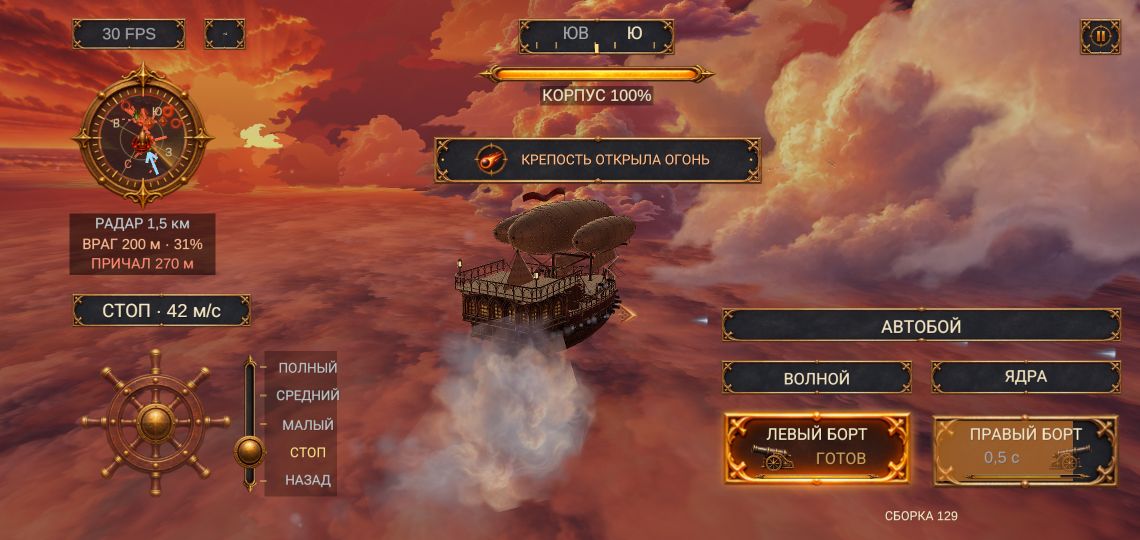 30 FPS
~
ЮВ Ю
КОРПУС 100%
КРЕПОСТЬ ОТКРЫЛА ОГОНЬ
Ю
В
З
С
РАДАР 1,5 км
ВРАГ 200 м · 31%
ПРИЧАЛ 270 м
СТОП · 42 м/с
ПОЛНЫЙ
СРЕДНИЙ
МАЛЫЙ
СТОП
НАЗАД
АВТОБОЙ
ВОЛНОЙ
ЯДРА
ЛЕВЫЙ БОРТ
ГОТОВ
ПРАВЫЙ БОРТ
0,5 с
СБОРКА 129